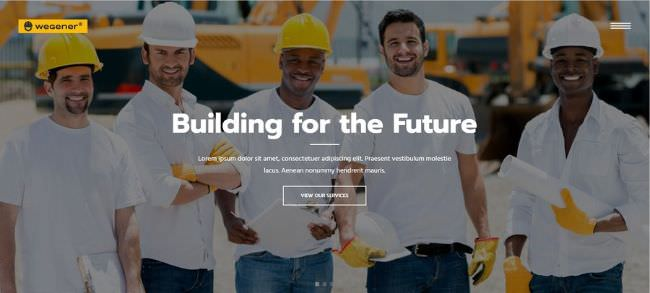 wegener®
Building for the Future
Lorem ipsum dolor sit amet, consectetuer adipiscing elit. Praesent vestibulum molestie
lacus. Aenean nonummy hendrerit mauris.
VIEW OUR SERVICES